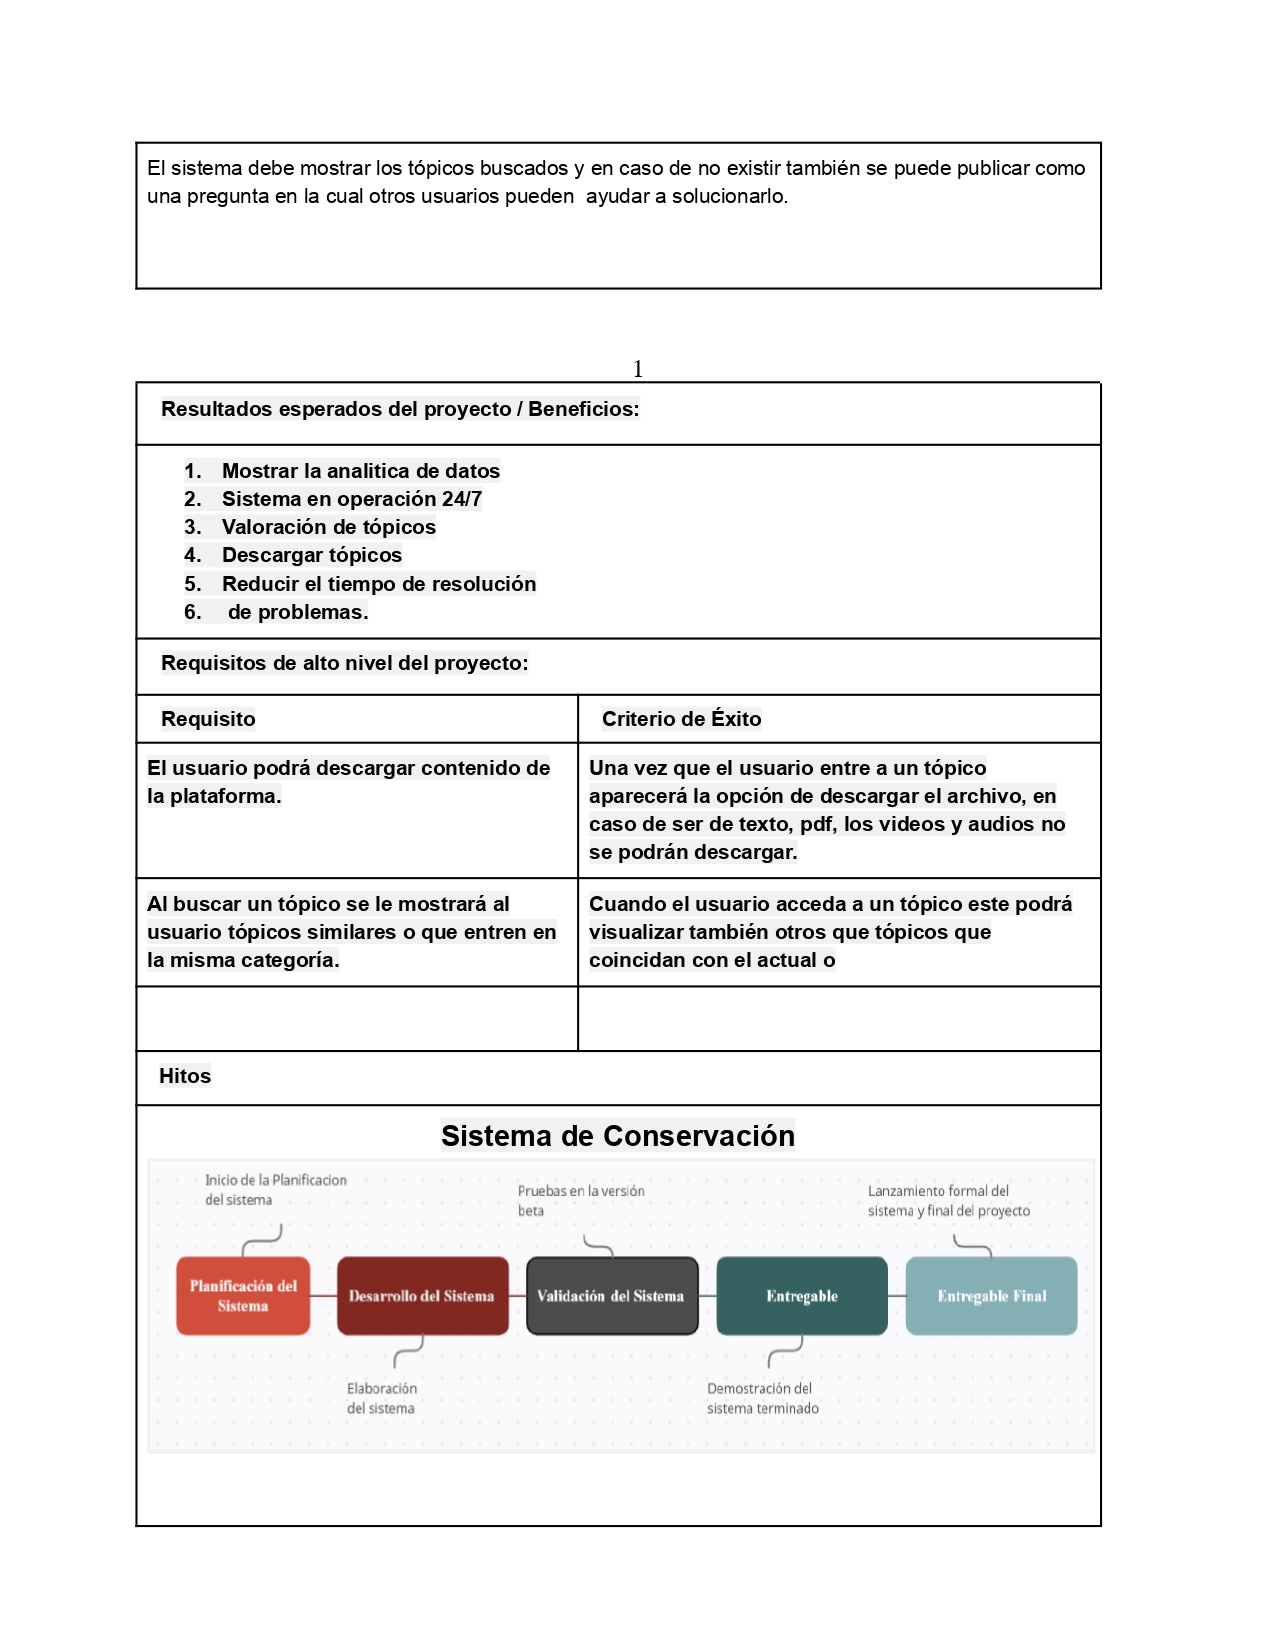 El sistema debe mostrar los tópicos buscados y en caso de no existir también se puede publicar como
una pregunta en la cual otros usuarios pueden  ayudar a solucionarlo.
1
Resultados esperados del proyecto / Beneficios:
1. Mostrar la analitica de datos
2. Sistema en operación 24/7
3. Valoración de tópicos
4. Descargar tópicos
5. Reducir el tiempo de resolución
6. de problemas.
Requisitos de alto nivel del proyecto:
Requisito
Criterio de Éxito
El usuario podrá descargar contenido de
la plataforma.
Una vez que el usuario entre a un tópico
aparecerá la opción de descargar el archivo, en
caso de ser de texto, pdf, los videos y audios no
se podrán descargar.
Al buscar un tópico se le mostrará al
usuario tópicos similares o que entren en
la misma categoría.
Cuando el usuario acceda a un tópico este podrá
visualizar también otros que tópicos que
coincidan con el actual o
Hitos
Sistema de Conservación
Inicio de la Planificacion
del sistema
Pruebas en la versión
beta
Lanzamiento formal del
sistema y final del proyecto
Planificación del
Sistema
Desarrollo del Sistema
Validación del Sistema
Entregable
Entregable Final
Elaboración
del sistema
Demostración del
sistema terminado